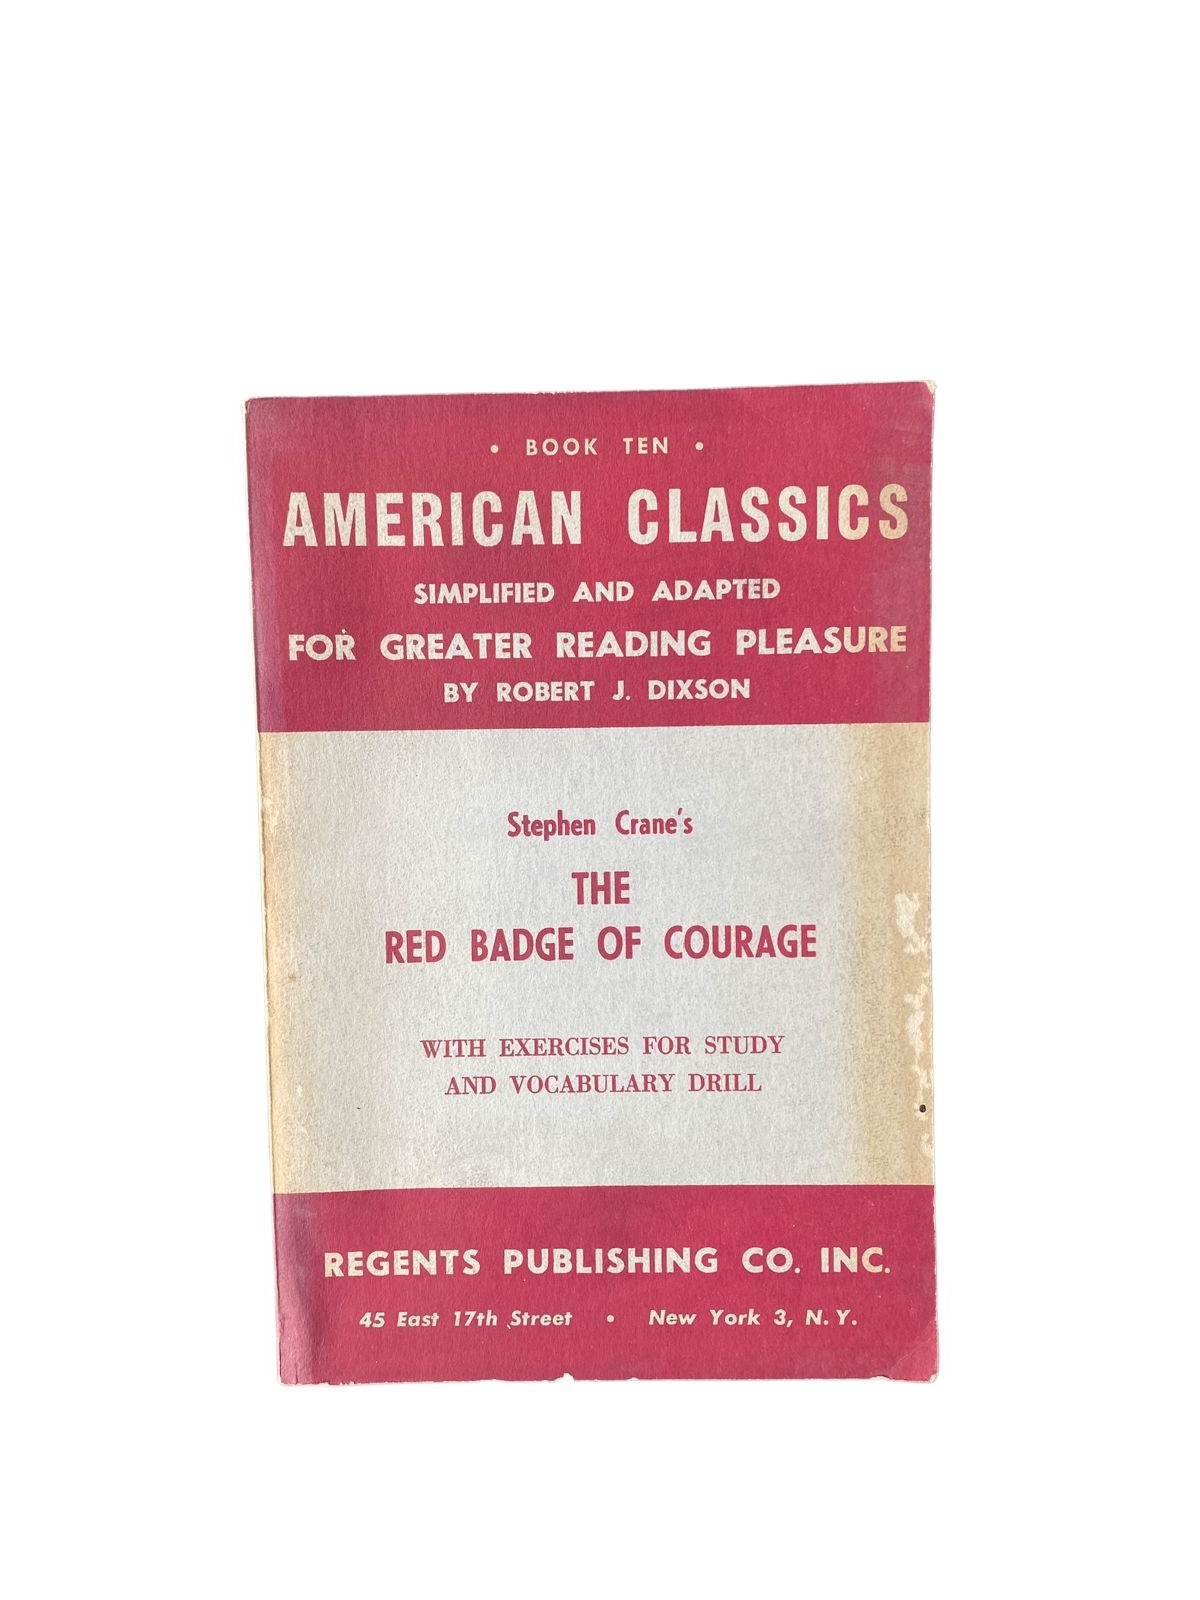 • BOOK TEN •
AMERICAN CLASSICS
SIMPLIFIED AND ADAPTED
FOR GREATER READING PLEASURE
BY ROBERT J. DIXSON
Stephen Crane's
THE
RED BADGE OF COURAGE
WITH EXERCISES FOR STUDY
AND VOCABULARY DRILL
REGENTS PUBLISHING CO. INC.
45 East 17th Street • New York 3, N. Y.